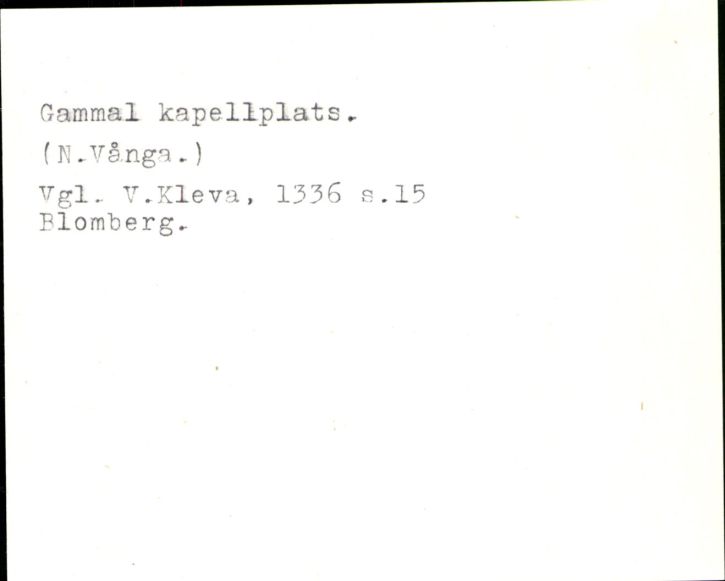 Gammal kapellplats.
(N.Vånga.)
Vgl. V.Kleva, 1336 s.15
Blomberg.